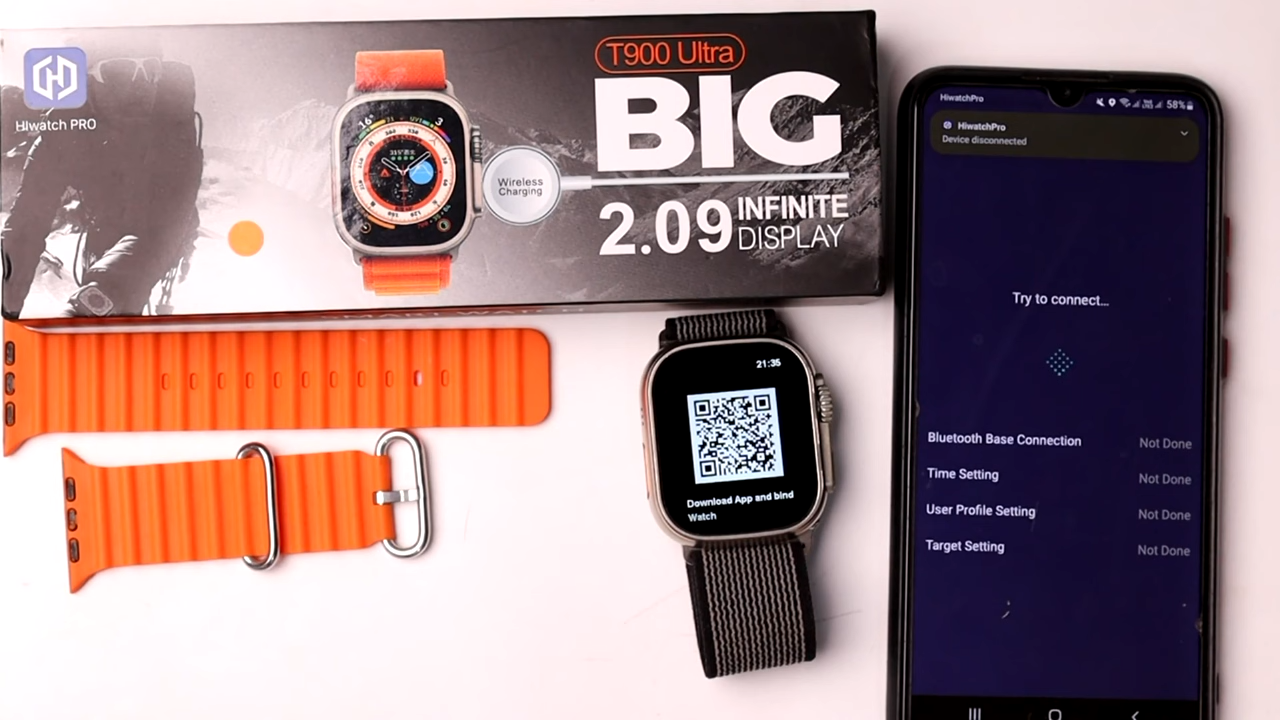 HIwatch PRO
T900 Ultra
BIG
Wireless
Charging
2.09 INFINITE
DISPLAY
21:35
Download App and bind
Watch
HiwatchPro
58%
HiwatchPro
Device disconnected
Try to connect...
Bluetooth Base Connection Not Done
Time Setting Not Done
User Profile Setting Not Done
Target Setting Not Done